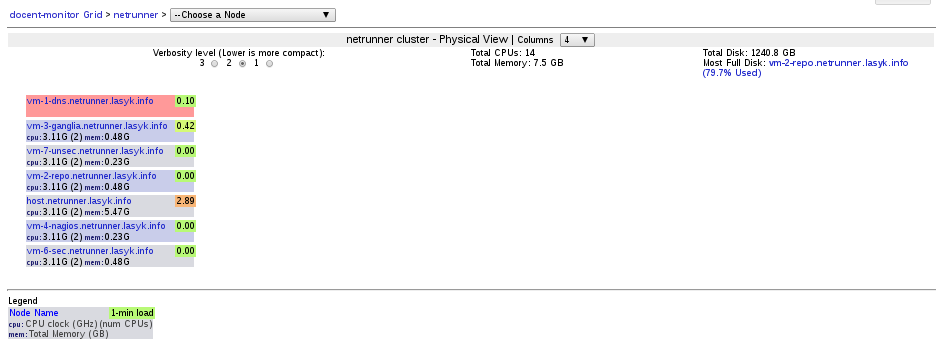 docent-monitor Grid > netrunner > --Choose a Node
netrunner cluster - Physical View | Columns 4
Verbosity level (Lower is more compact):
3 2 1
Total CPUs: 14
Total Memory: 7.5 GB
Total Disk: 1240.8 GB
Most Full Disk: vm-2-repo.netrunner.lasyk.info
(79.7% Used)
vm-1-dns.netrunner.lasyk.info 0.10
vm-3-ganglia.netrunner.lasyk.info 0.42
cpu: 3.11G (2) mem: 0.48G
vm-7-unsec.netrunner.lasyk.info 0.00
cpu: 3.11G (2) mem: 0.23G
vm-2-repo.netrunner.lasyk.info 0.00
cpu: 3.11G (2) mem: 0.48G
host.netrunner.lasyk.info 2.89
cpu: 3.11G (2) mem: 5.47G
vm-4-nagios.netrunner.lasyk.info 0.00
cpu: 3.11G (2) mem: 0.23G
vm-6-sec.netrunner.lasyk.info 0.00
cpu: 3.11G (2) mem: 0.48G
Legend
Node Name 1-min load
cpu: CPU clock (GHz) (num CPUs)
mem: Total Memory (GB)